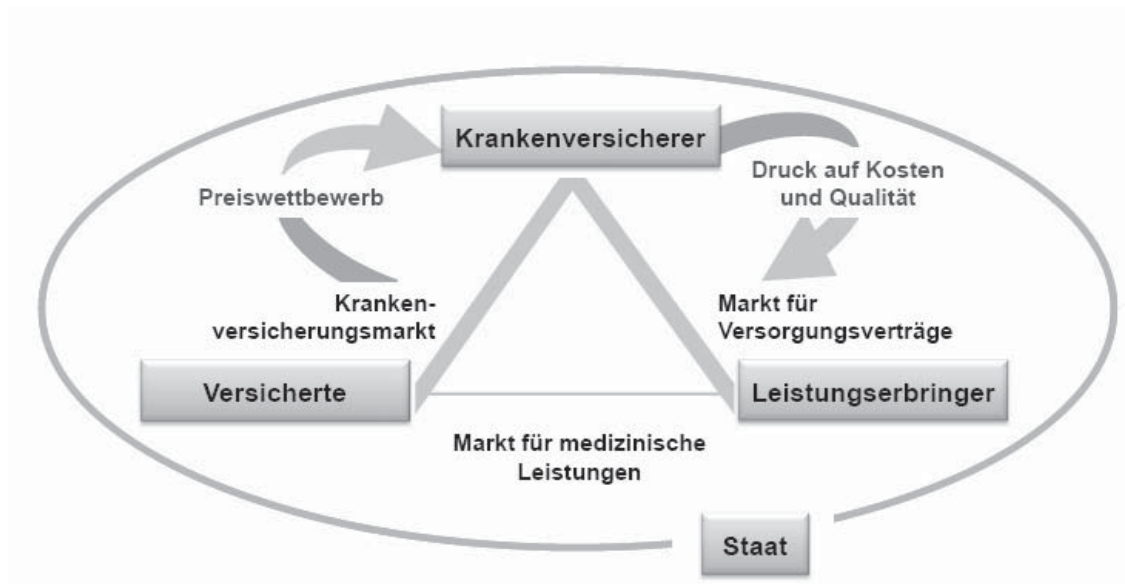 Krankenversicherer
Preiswettbewerb
Druck auf Kosten
und Qualität
Kranken-
versicherungsmarkt
Markt für
Versorgungsverträge
Versicherte
Leistungserbringer
Markt für medizinische
Leistungen
Staat